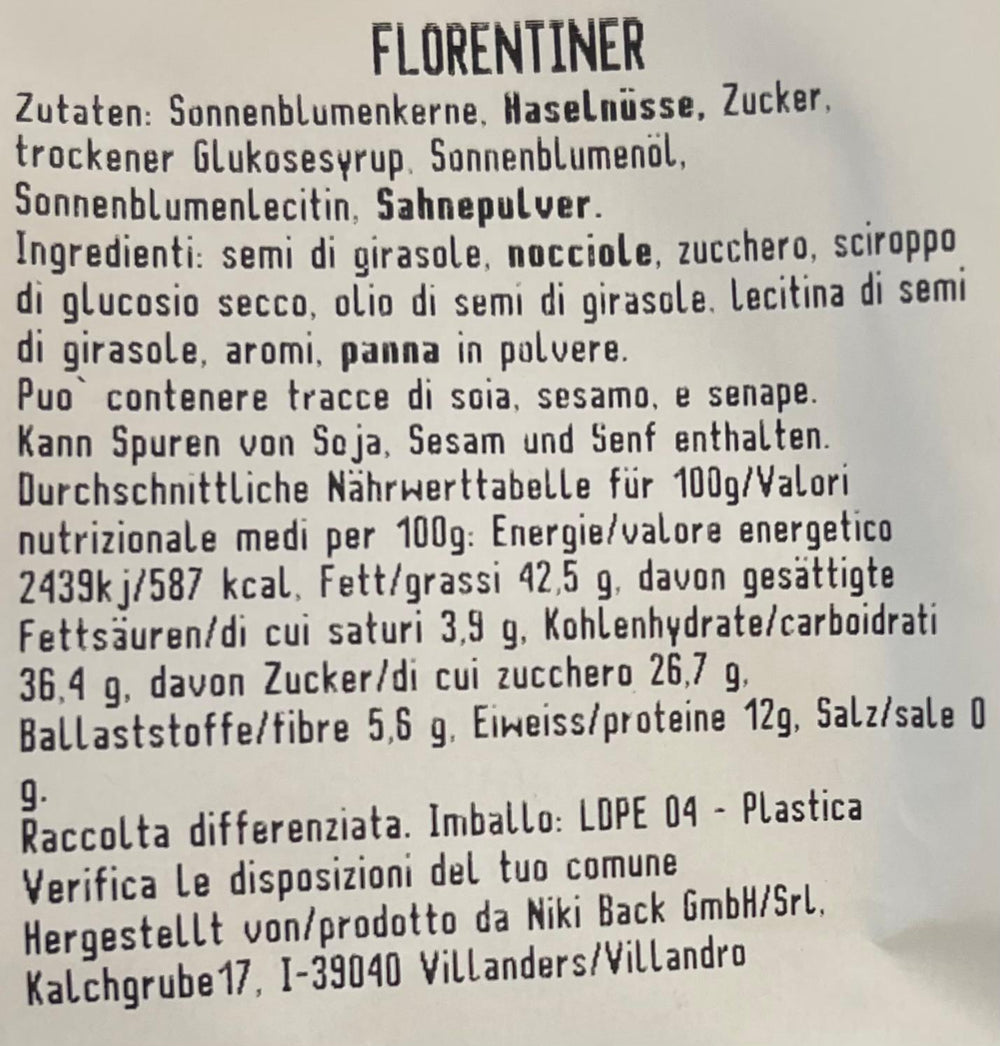 FLORENTINER
Zutaten: Sonnenblumenkerne, Haselnüsse, Zucker,
trockener Glukosesyrup, Sonnenblumenöl,
Sonnenblumenlecitin, Sahnepulver.
Ingredienti: semi di girasole, nocciole, zucchero, sciroppo
di glucosio secco, olio di semi di girasole, lecitina di semi
di girasole, aromi, panna in polvere.
Puo` contenere tracce di soia, sesamo, e senape.
Kann Spuren von Soja, Sesam und Senf enthalten.
Durchschnittliche Nährwerttabelle für 100g/Valori
nutrizionale medi per 100g: Energie/valore energetico
2439kj/587 kcal, Fett/grassi 42,5 g, davon gesättigte
Fettsäuren/di cui saturi 3,9 g, Kohlenhydrate/carboidrati
36,4 g, davon Zucker/di cui zucchero 26,7 g,
Ballaststoffe/fibre 5,6 g, Eiweiss/proteine 12g, Salz/sale 0
g.
Raccolta differenziata. Imballo: LDPE 04 - Plastica
Verifica le disposizioni del tuo comune
Hergestellt von/prodotto da Niki Back GmbH/Srl,
Kalchgrube17, I-39040 Villanders/Villandro